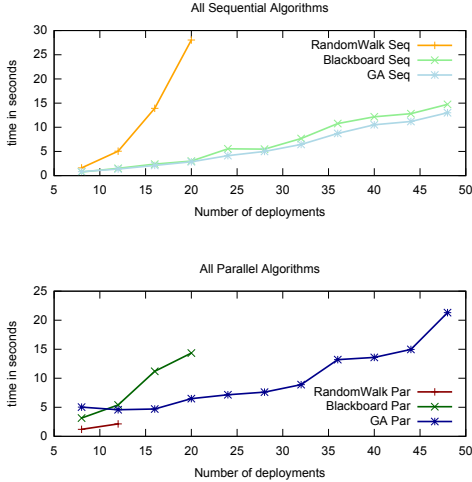 All Sequential Algorithms
30
25
20
15
10
5
0
time in seconds
RandomWalk Seq
Blackboard Seq
GA Seq
5 10 15 20 25 30 35 40 45 50
Number of deployments
All Parallel Algorithms
25
20
15
10
5
0
time in seconds
RandomWalk Par
Blackboard Par
GA Par
5 10 15 20 25 30 35 40 45 50
Number of deployments